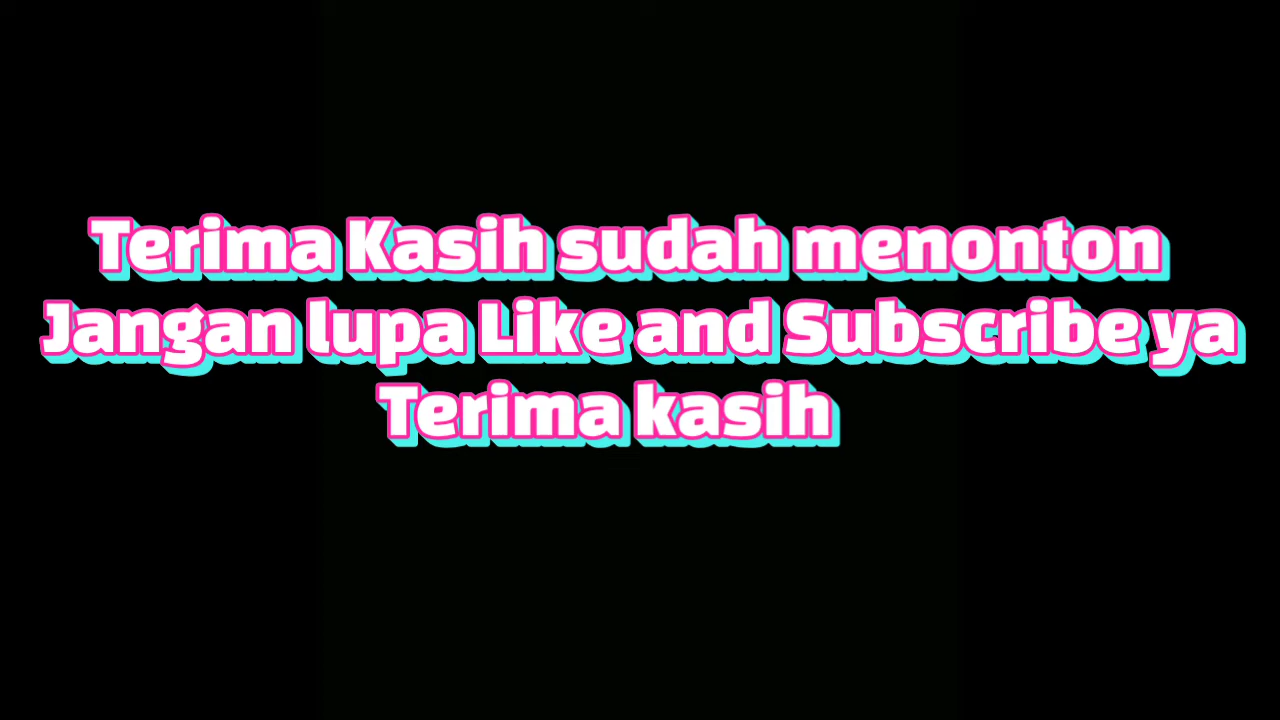 Terima Kasih sudah menonton
Jangan lupa Like and Subscribe ya
Terima kasih